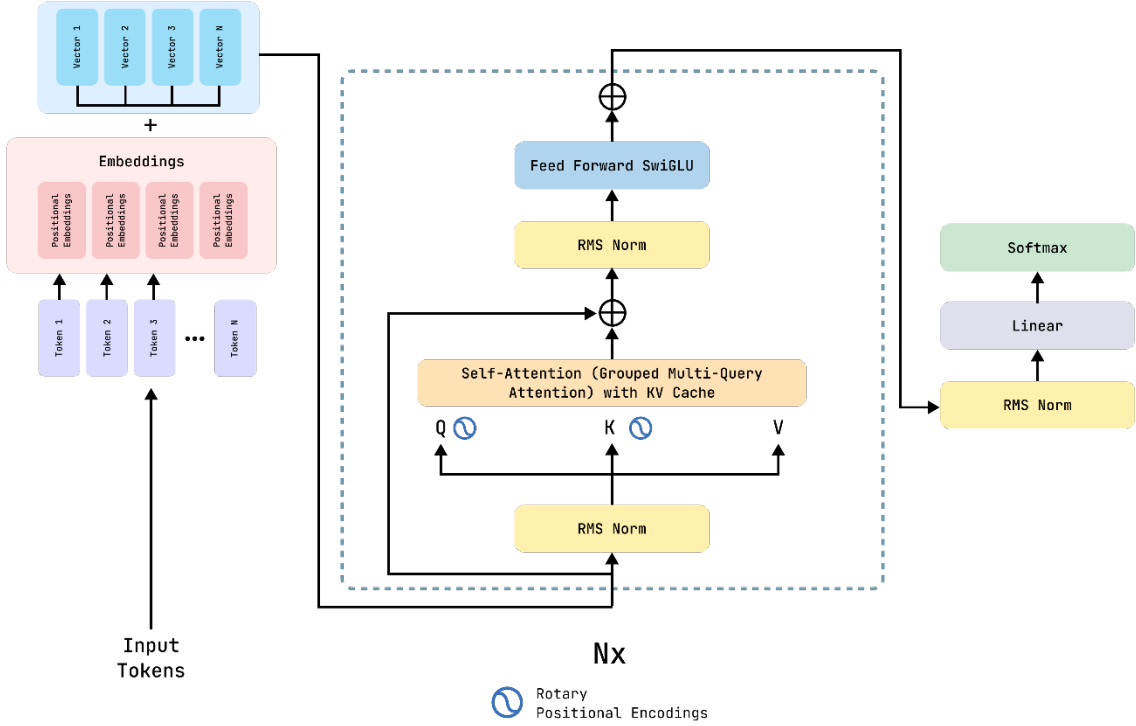 Vector 1
Vector 2
Vector 3
Vector N
+
Embeddings
Positional
Embeddings
Positional
Embeddings
Positional
Embeddings
Positional
Embeddings
Token 1
Token 2
Token 3
...
Token N
Input
Tokens
Feed Forward SwiGLU
RMS Norm
Self-Attention (Grouped Multi-Query
Attention) with KV Cache
Q
K
V
RMS Norm
Nx
Rotary
Positional Encodings
Softmax
Linear
RMS Norm